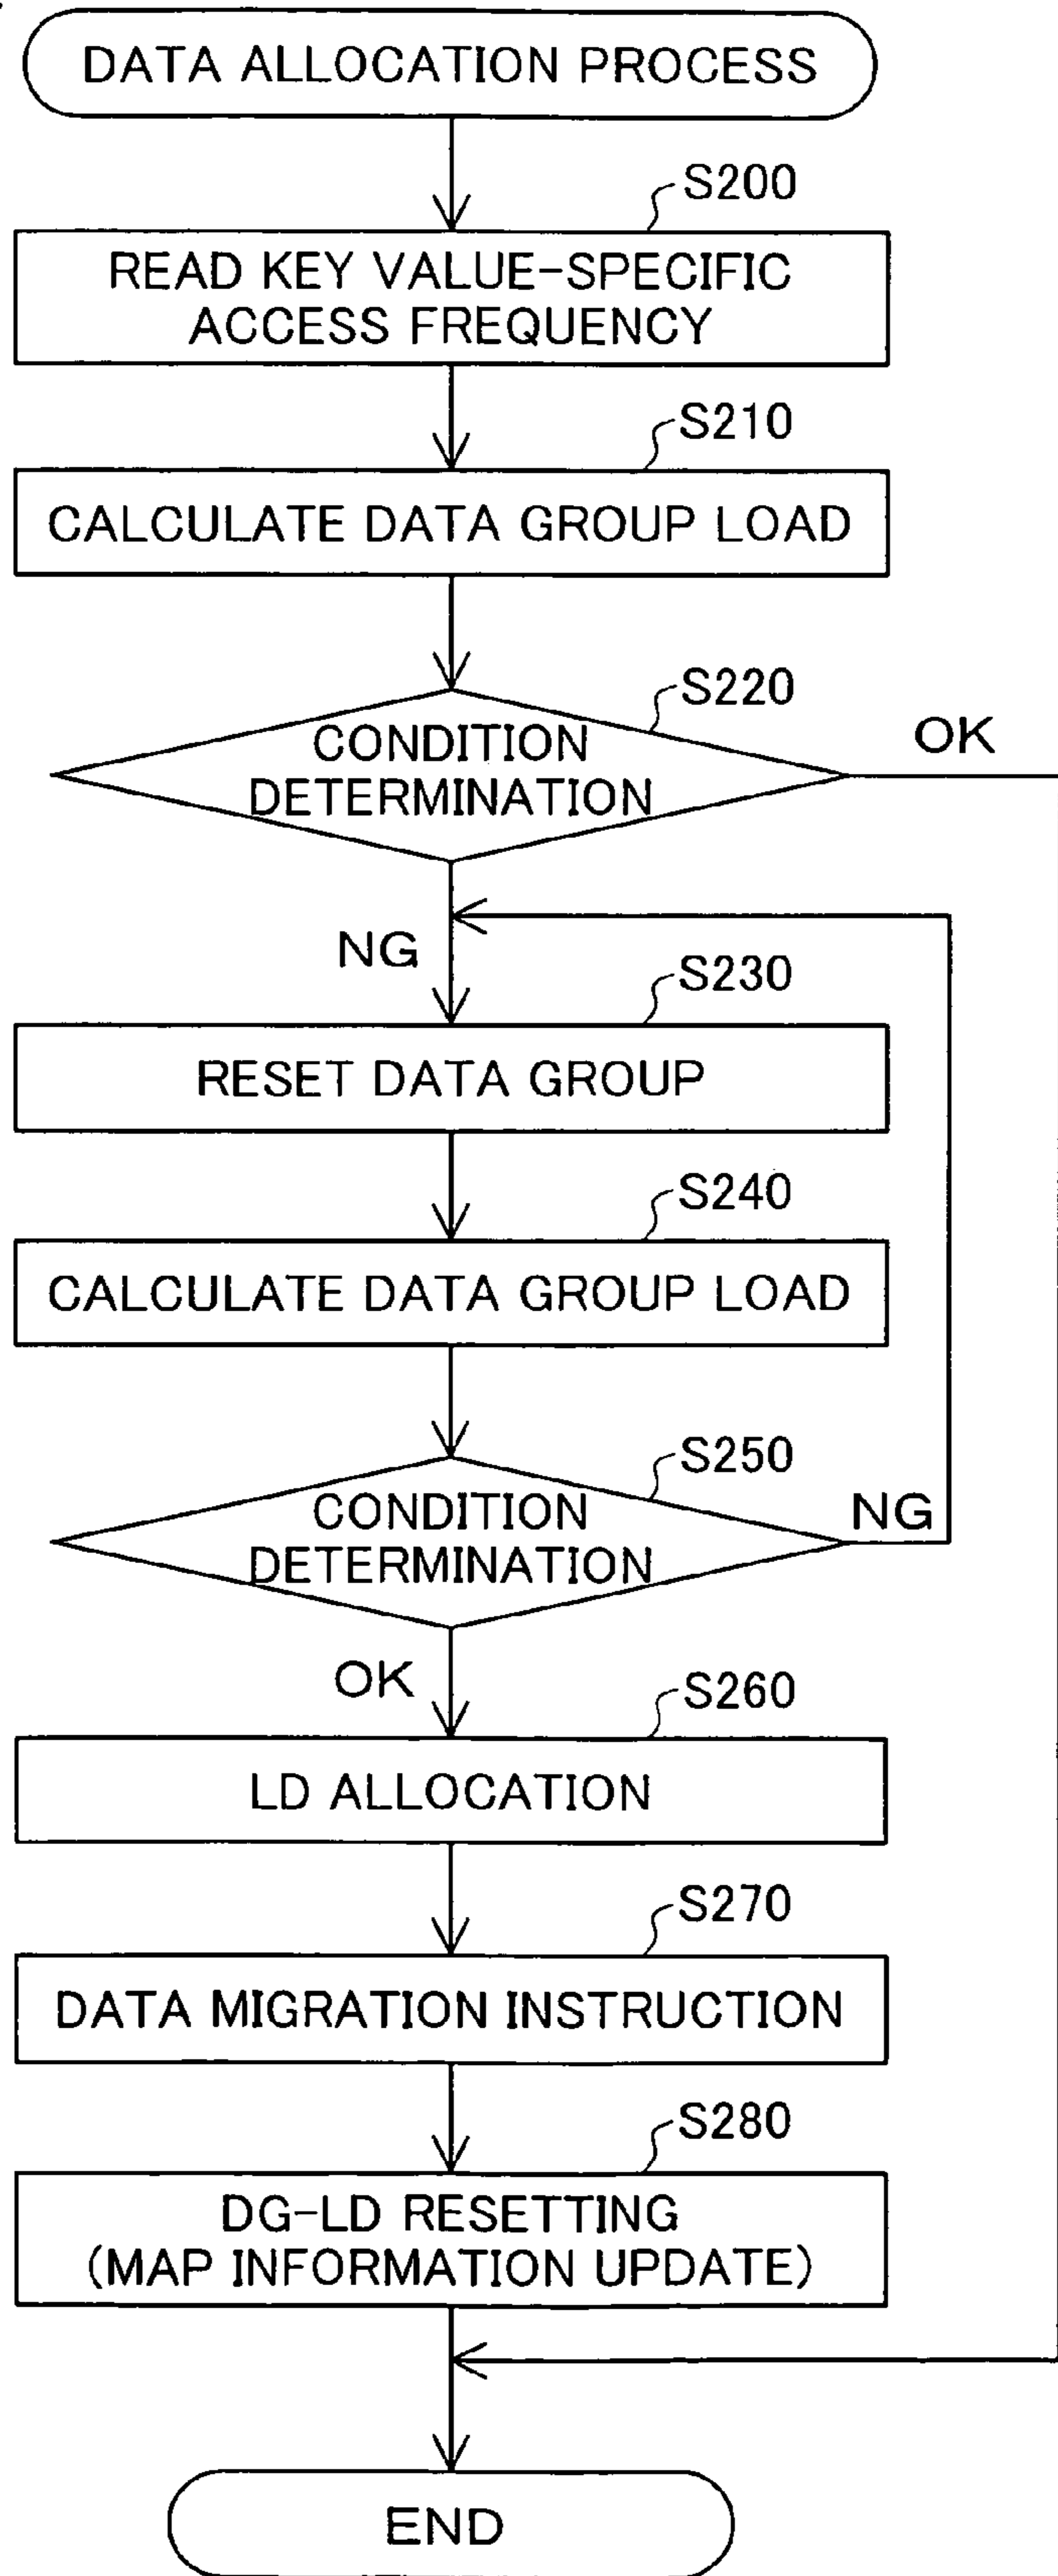 DATA ALLOCATION PROCESS
S200
READ KEY VALUE-SPECIFIC
ACCESS FREQUENCY
S210
CALCULATE DATA GROUP LOAD
S220
CONDITION
DETERMINATION
OK
NG
S230
RESET DATA GROUP
S240
CALCULATE DATA GROUP LOAD
S250
CONDITION
DETERMINATION
NG
OK
S260
LD ALLOCATION
S270
DATA MIGRATION INSTRUCTION
S280
DG-LD RESETTING
(MAP INFORMATION UPDATE)
END